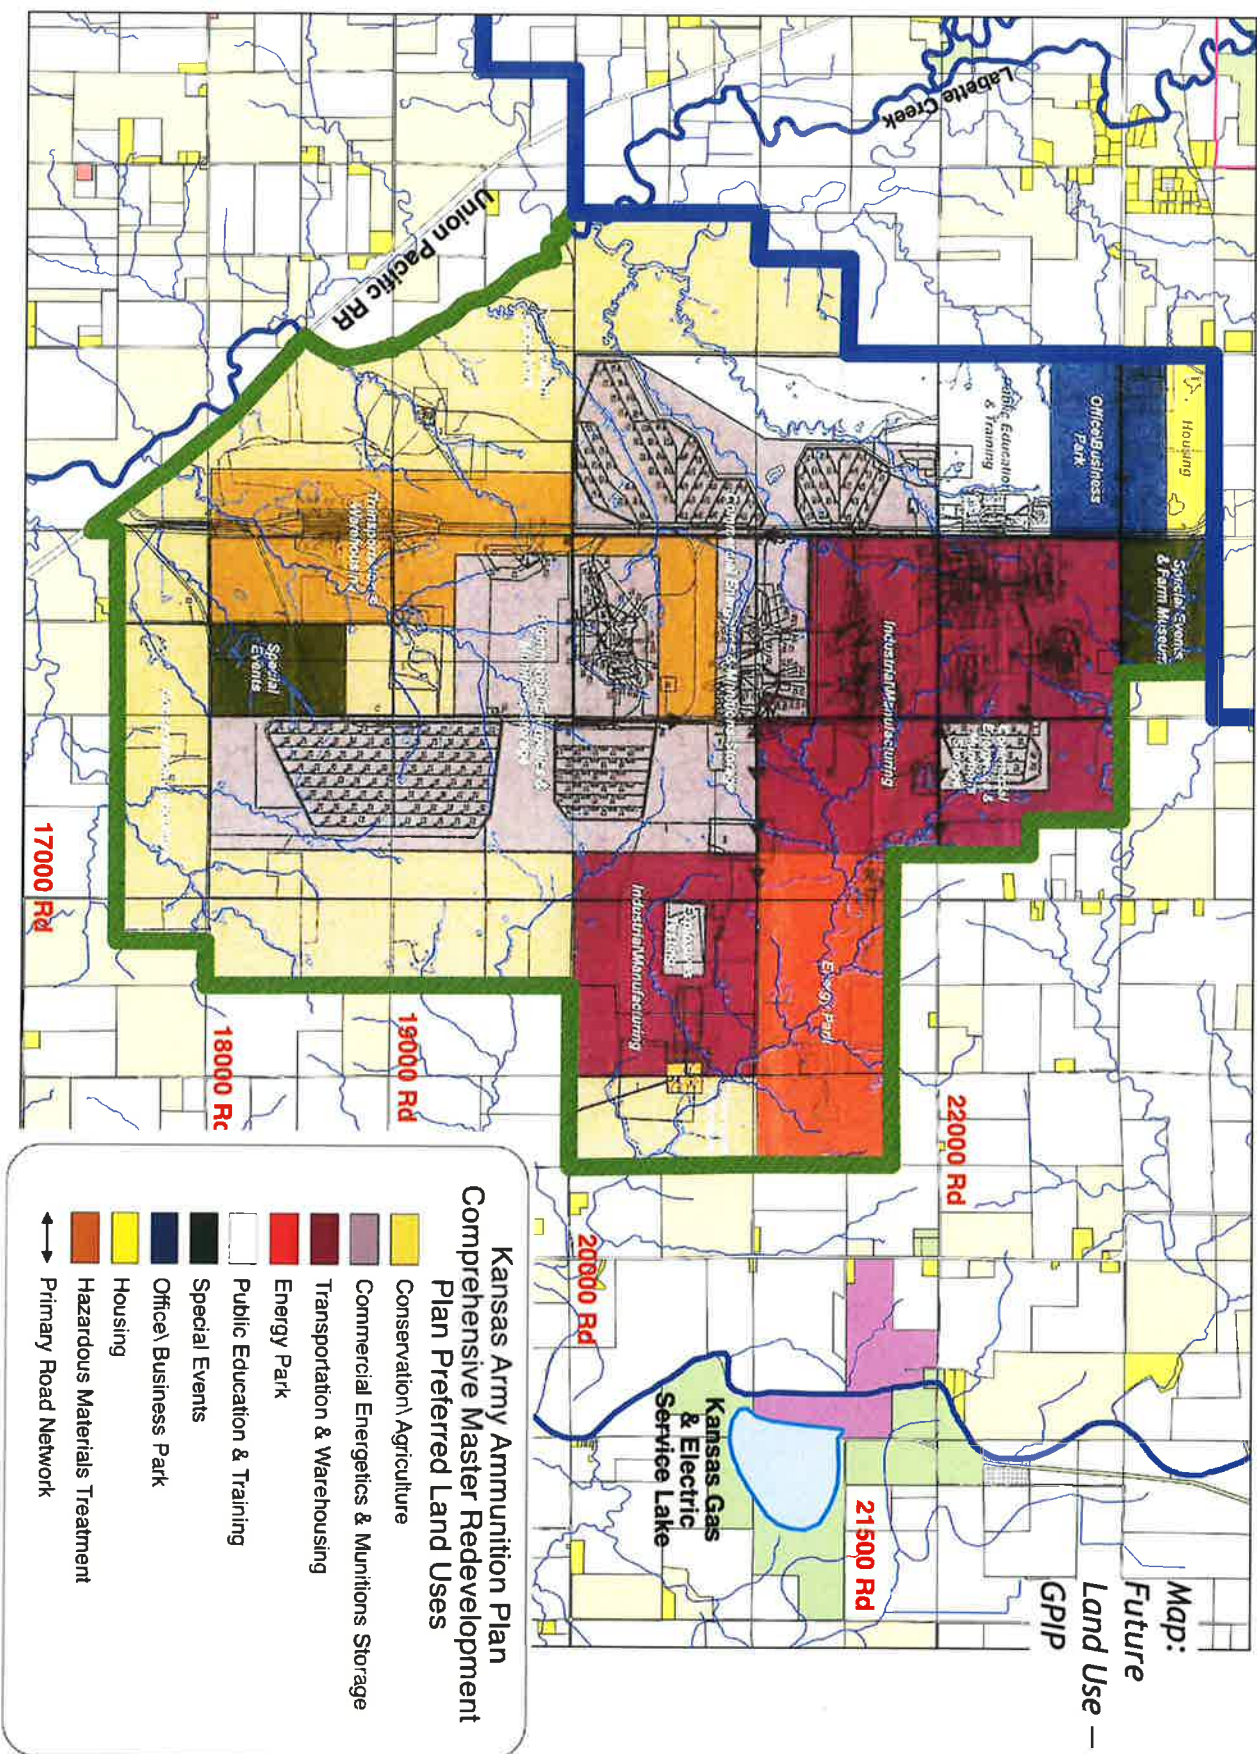 Map:
Future
Land Use –
GPIP
Labette Creek
Union Pacific RR
Housing
Office\Business
Park
Special Events
& Farm Museum
Public Education
& Training
Industrial\Manufacturing
Transportation &
Warehousing
Special
Events
Energy Park
Industrial\Manufacturing
17000 Rd
18000 Rd
19000 Rd
20000 Rd
21500 Rd
22000 Rd
Kansas Gas
& Electric
Service Lake
Kansas Army Ammunition Plan
Comprehensive Master Redevelopment
Plan Preferred Land Uses
Conservation\ Agriculture
Commercial Energetics & Munitions Storage
Transportation & Warehousing
Energy Park
Public Education & Training
Special Events
Office\ Business Park
Housing
Hazardous Materials Treatment
Primary Road Network